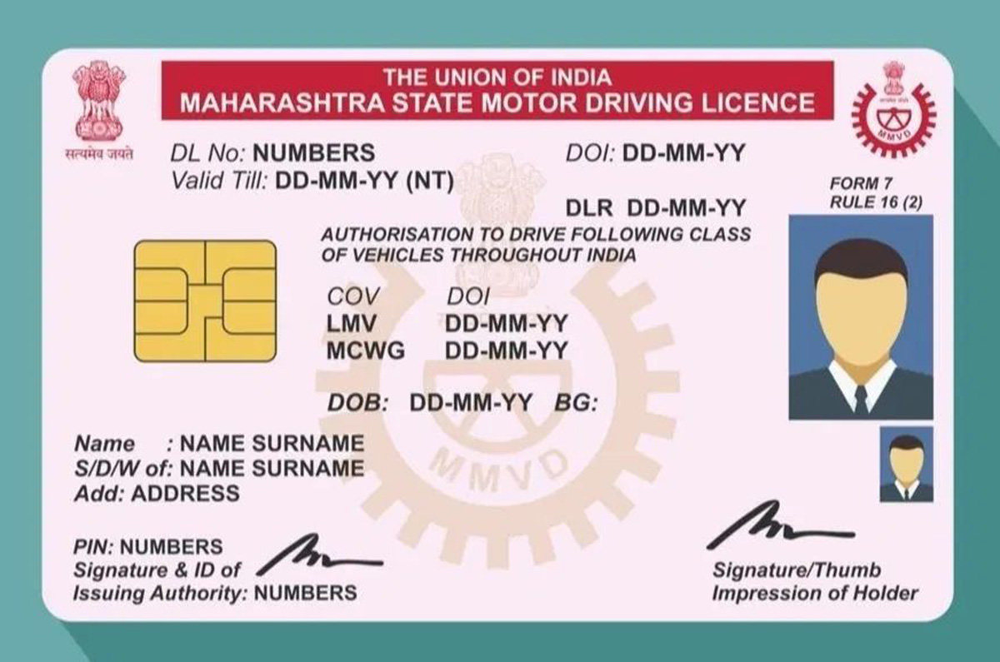 THE UNION OF INDIA
MAHARASHTRA STATE MOTOR DRIVING LICENCE
सत्यमेव जयते
MMVD
DL No: NUMBERS DOI: DD-MM-YY
Valid Till: DD-MM-YY (NT)
FORM 7
RULE 16 (2)
DLR DD-MM-YY
AUTHORISATION TO DRIVE FOLLOWING CLASS
OF VEHICLES THROUGHOUT INDIA
COV DOI
LMV DD-MM-YY
MCWG DD-MM-YY
DOB: DD-MM-YY BG:
MMVD
Name : NAME SURNAME
S/D/W of: NAME SURNAME
Add: ADDRESS
PIN: NUMBERS
Signature & ID of
Issuing Authority: NUMBERS
Signature/Thumb
Impression of Holder